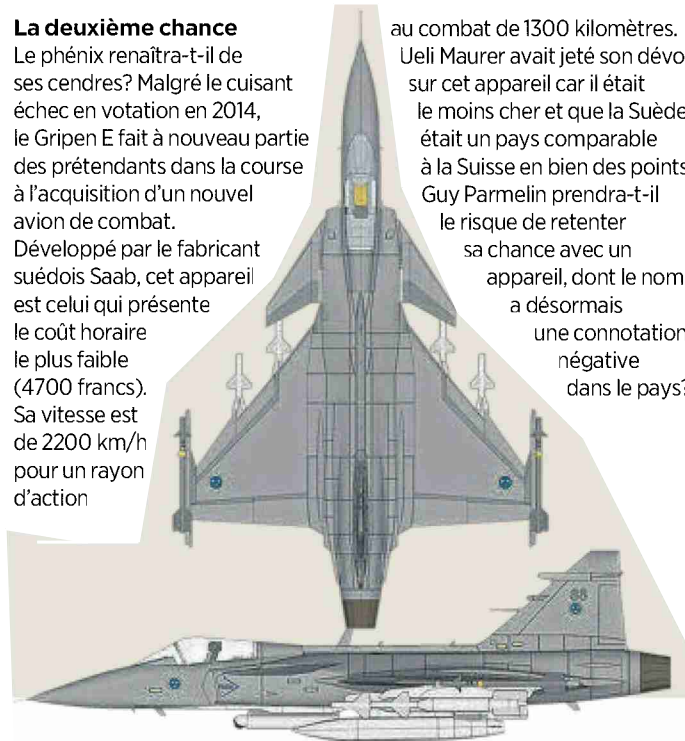 La deuxième chance
Le phénix renaîtra-t-il de
ses cendres? Malgré le cuisant
échec en votation en 2014,
le Gripen E fait à nouveau partie
des prétendants dans la course
à l'acquisition d'un nouvel
avion de combat.
Développé par le fabricant
suédois Saab, cet appareil
est celui qui présente
le coût horaire
le plus faible
(4700 francs).
Sa vitesse est
de 2200 km/h
pour un rayon
d'action
au combat de 1300 kilomètres.
Ueli Maurer avait jeté son dévo
sur cet appareil car il était
le moins cher et que la Suède
était un pays comparable
à la Suisse en bien des points
Guy Parmelin prendra-t-il
le risque de retenter
sa chance avec un
appareil, dont le nom
a désormais
une connotation
négative
dans le pays?
88